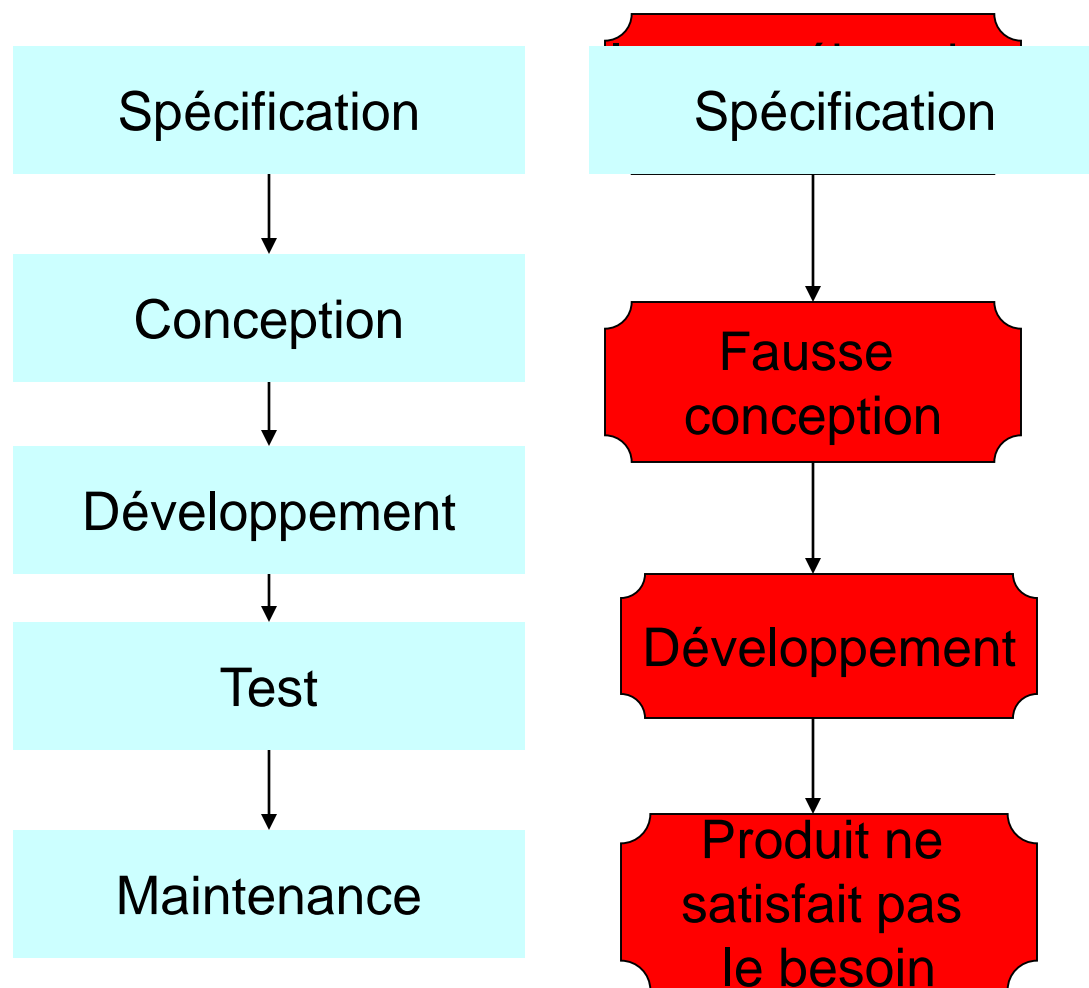 Spécification
Conception
Développement
Test
Maintenance
Spécification
Fausse
conception
Développement
Produit ne
satisfait pas
le besoin